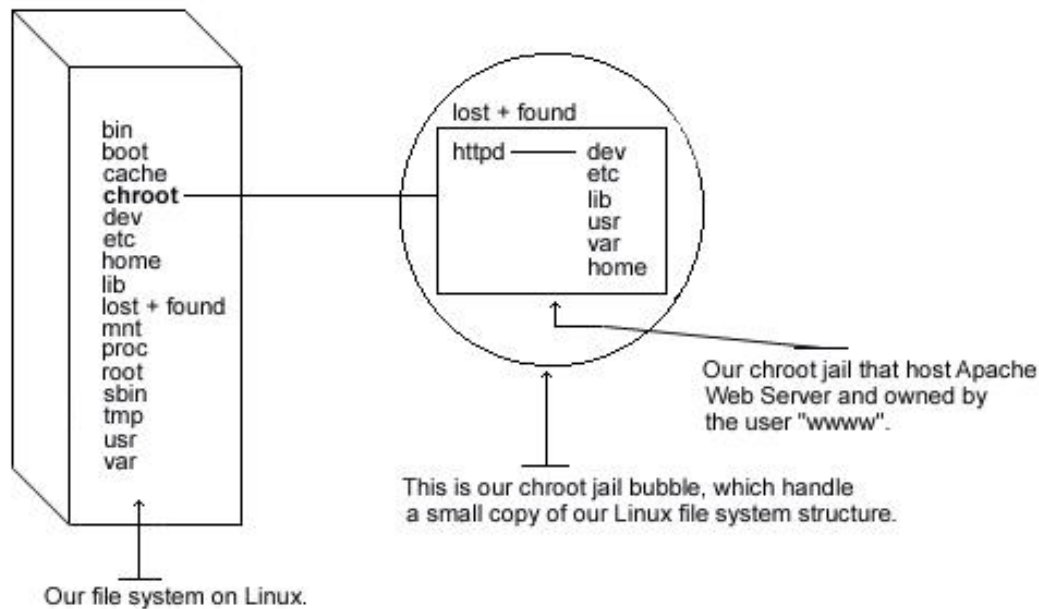 bin
boot
cache
chroot
dev
etc
home
lib
lost + found
mnt
proc
root
sbin
tmp
usr
var
Our file system on Linux.
lost + found
httpd dev
etc
lib
usr
var
home
Our chroot jail that host Apache
Web Server and owned by
the user "wwww".
This is our chroot jail bubble, which handle
a small copy of our Linux file system structure.